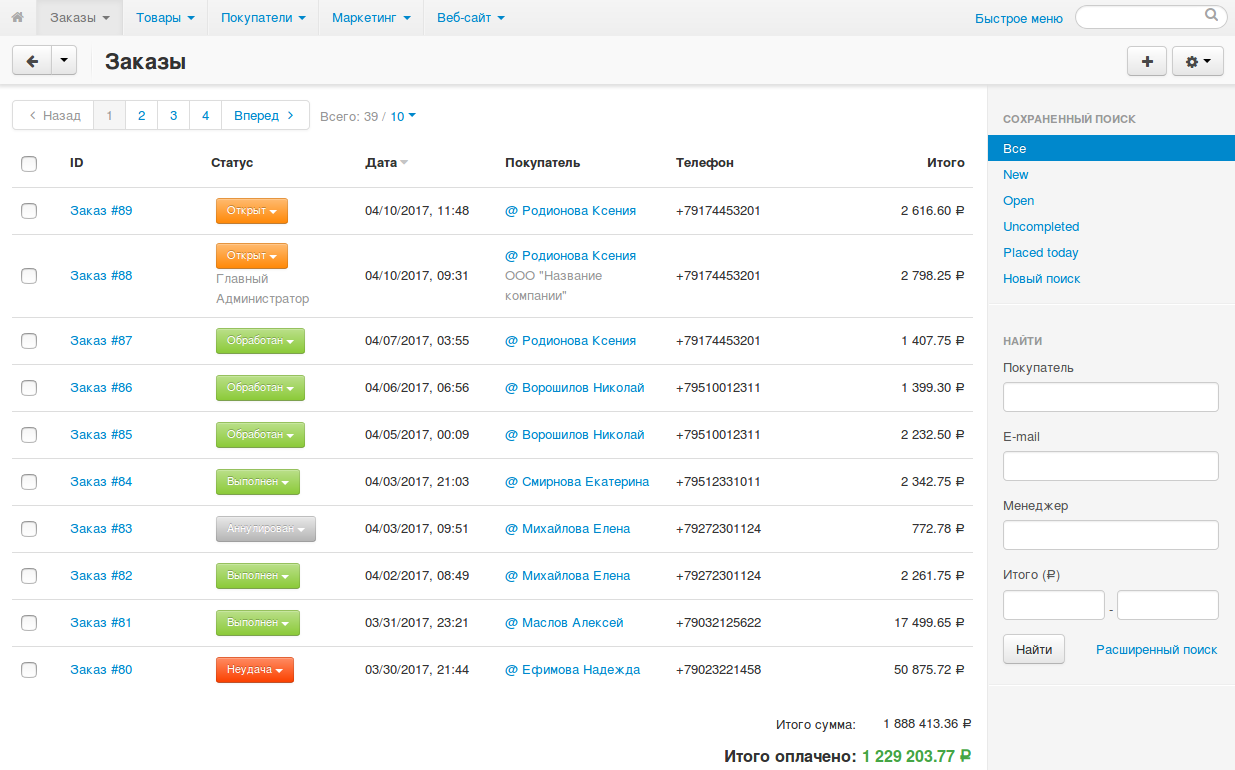 Заказы Товары Покупатели Маркетинг Веб-сайт Быстрое меню
Заказы
Назад 1 2 3 4 Вперед Всего: 39 / 10
ID Статус Дата Покупатель Телефон Итого
Заказ #89 Открыт 04/10/2017, 11:48 @ Родионова Ксения +79174453201 2 616.60 ₽
Заказ #88 Открыт 04/10/2017, 09:31 @ Родионова Ксения +79174453201 2 798.25 ₽
Главный ООО "Название
Администратор компании"
Заказ #87 Обработан 04/07/2017, 03:55 @ Родионова Ксения +79174453201 1 407.75 ₽
Заказ #86 Обработан 04/06/2017, 06:56 @ Ворошилов Николай +79510012311 1 399.30 ₽
Заказ #85 Обработан 04/05/2017, 00:09 @ Ворошилов Николай +79510012311 2 232.50 ₽
Заказ #84 Выполнен 04/03/2017, 21:03 @ Смирнова Екатерина +79512331011 2 342.75 ₽
Заказ #83 Аннулирован 04/03/2017, 09:51 @ Михайлова Елена +79272301124 772.78 ₽
Заказ #82 Выполнен 04/02/2017, 08:49 @ Михайлова Елена +79272301124 2 261.75 ₽
Заказ #81 Выполнен 03/31/2017, 23:21 @ Маслов Алексей +79032125622 17 499.65 ₽
Заказ #80 Неудача 03/30/2017, 21:44 @ Ефимова Надежда +79023221458 50 875.72 ₽
Итого сумма: 1 888 413.36 ₽
Итого оплачено: 1 229 203.77 ₽
СОХРАНЕННЫЙ ПОИСК
Все
New
Open
Uncompleted
Placed today
Новый поиск
НАЙТИ
Покупатель
E-mail
Менеджер
Итого (₽)
-
Найти Расширенный поиск